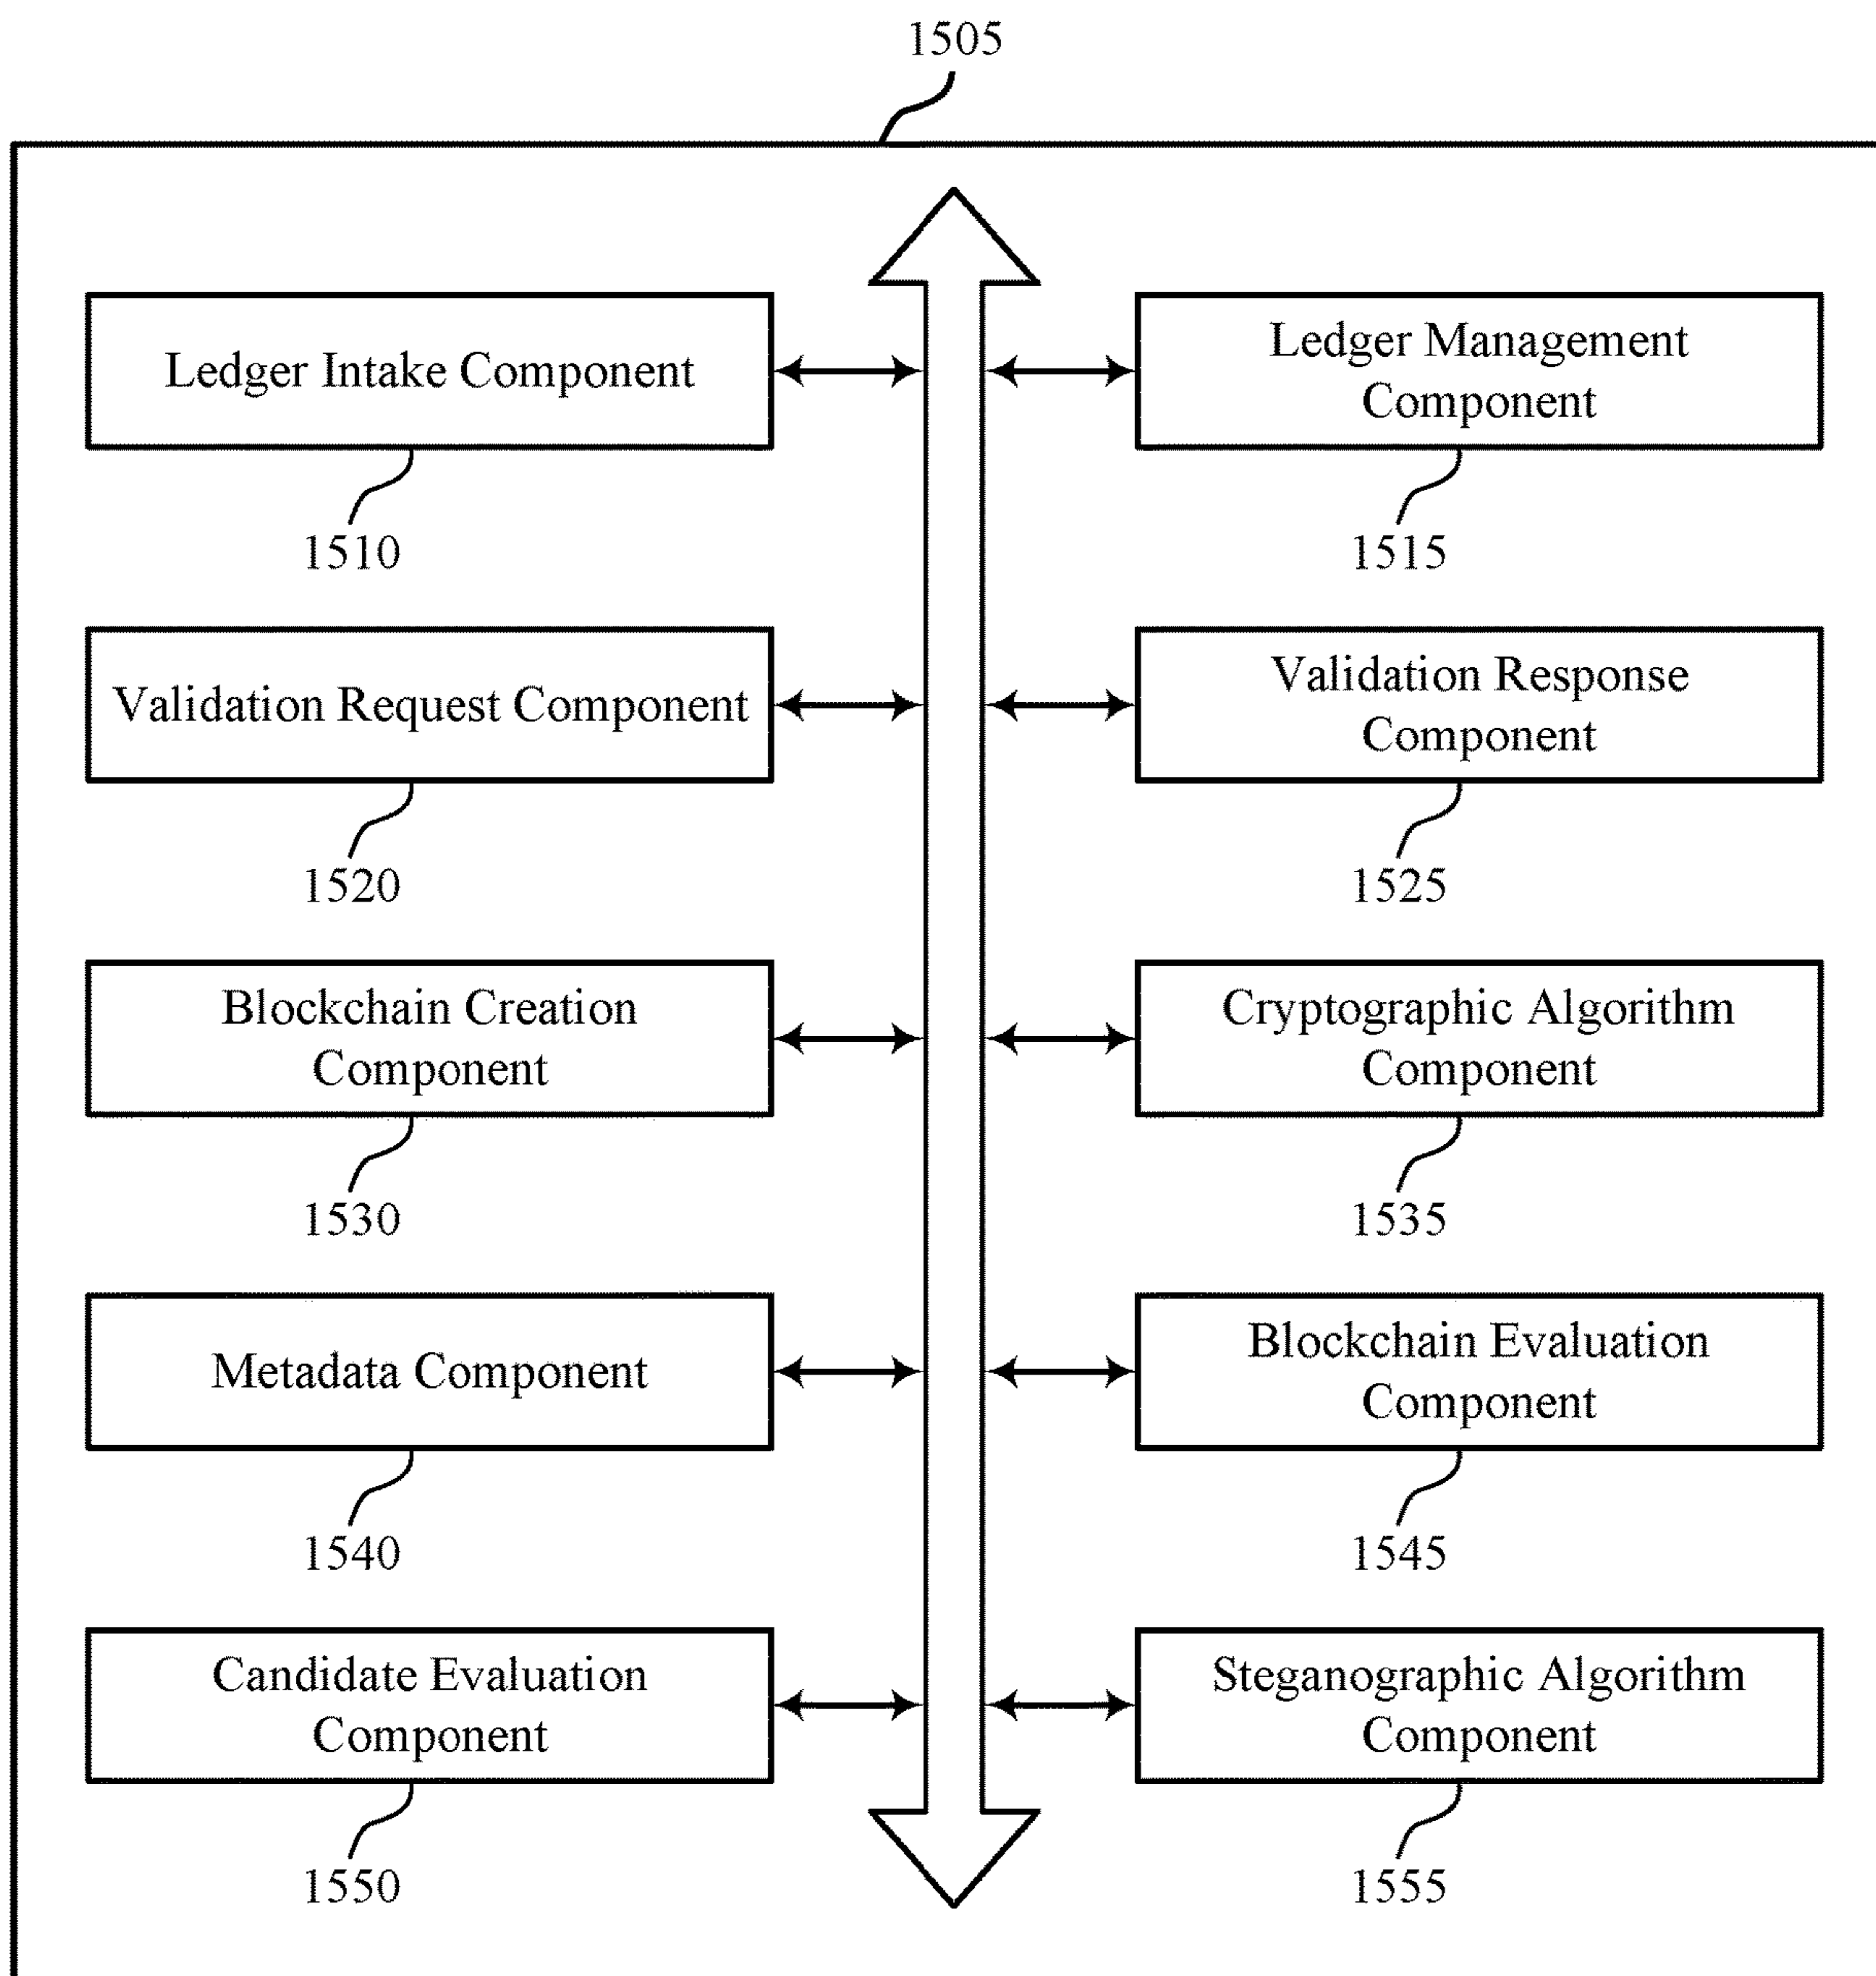 1505
Ledger Intake Component
1510
Ledger Management
Component
1515
Validation Request Component
1520
Validation Response
Component
1525
Blockchain Creation
Component
1530
Cryptographic Algorithm
Component
1535
Metadata Component
1540
Blockchain Evaluation
Component
1545
Candidate Evaluation
Component
1550
Steganographic Algorithm
Component
1555